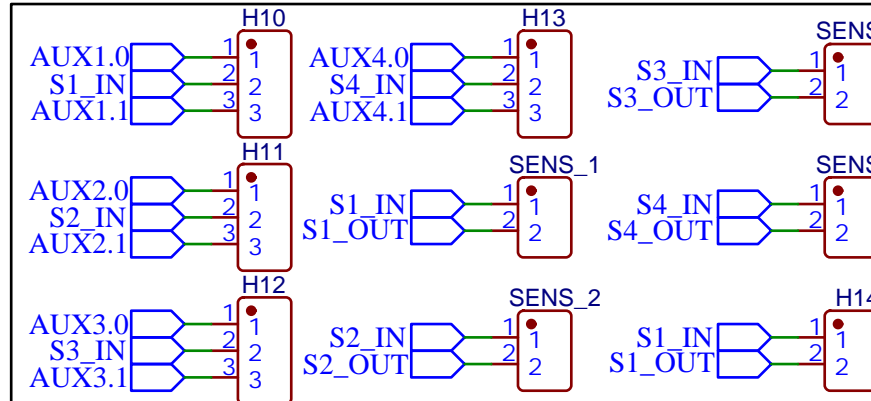 H10
AUX1.0 1 1
S1_IN 2 2
AUX1.1 3 3
H13
AUX4.0 1 1
S4_IN 2 2
AUX4.1 3 3
SENS
S3_IN 1 1
S3_OUT 2 2
H11
AUX2.0 1 1
S2_IN 2 2
AUX2.1 3 3
SENS_1
S1_IN 1 1
S1_OUT 2 2
SENS
S4_IN 1 1
S4_OUT 2 2
H12
AUX3.0 1 1
S3_IN 2 2
AUX3.1 3 3
SENS_2
S2_IN 1 1
S2_OUT 2 2
H14
S1_IN 1 1
S1_OUT 2 2